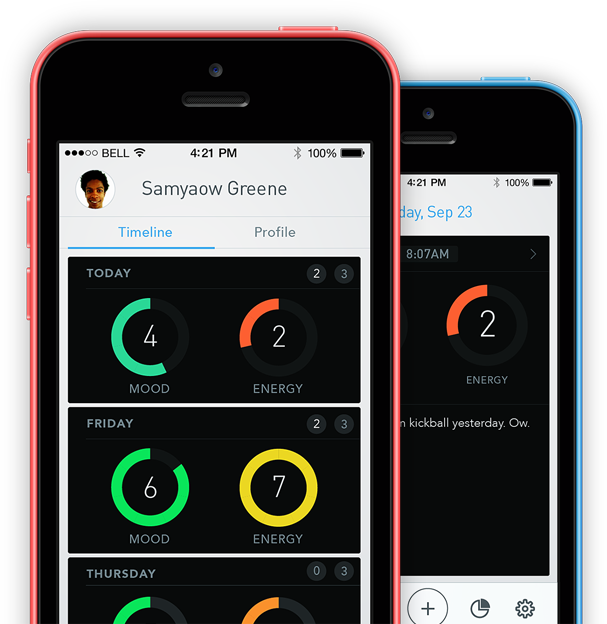 BELL 4:21 PM 100%
Samyaow Greene
Timeline Profile
TODAY 2 3
4 2
MOOD ENERGY
FRIDAY 2 3
6 7
MOOD ENERGY
THURSDAY 0 3
4:21 PM 100%
day, Sep 23
8:07AM
2
ENERGY
kickball yesterday. Ow.